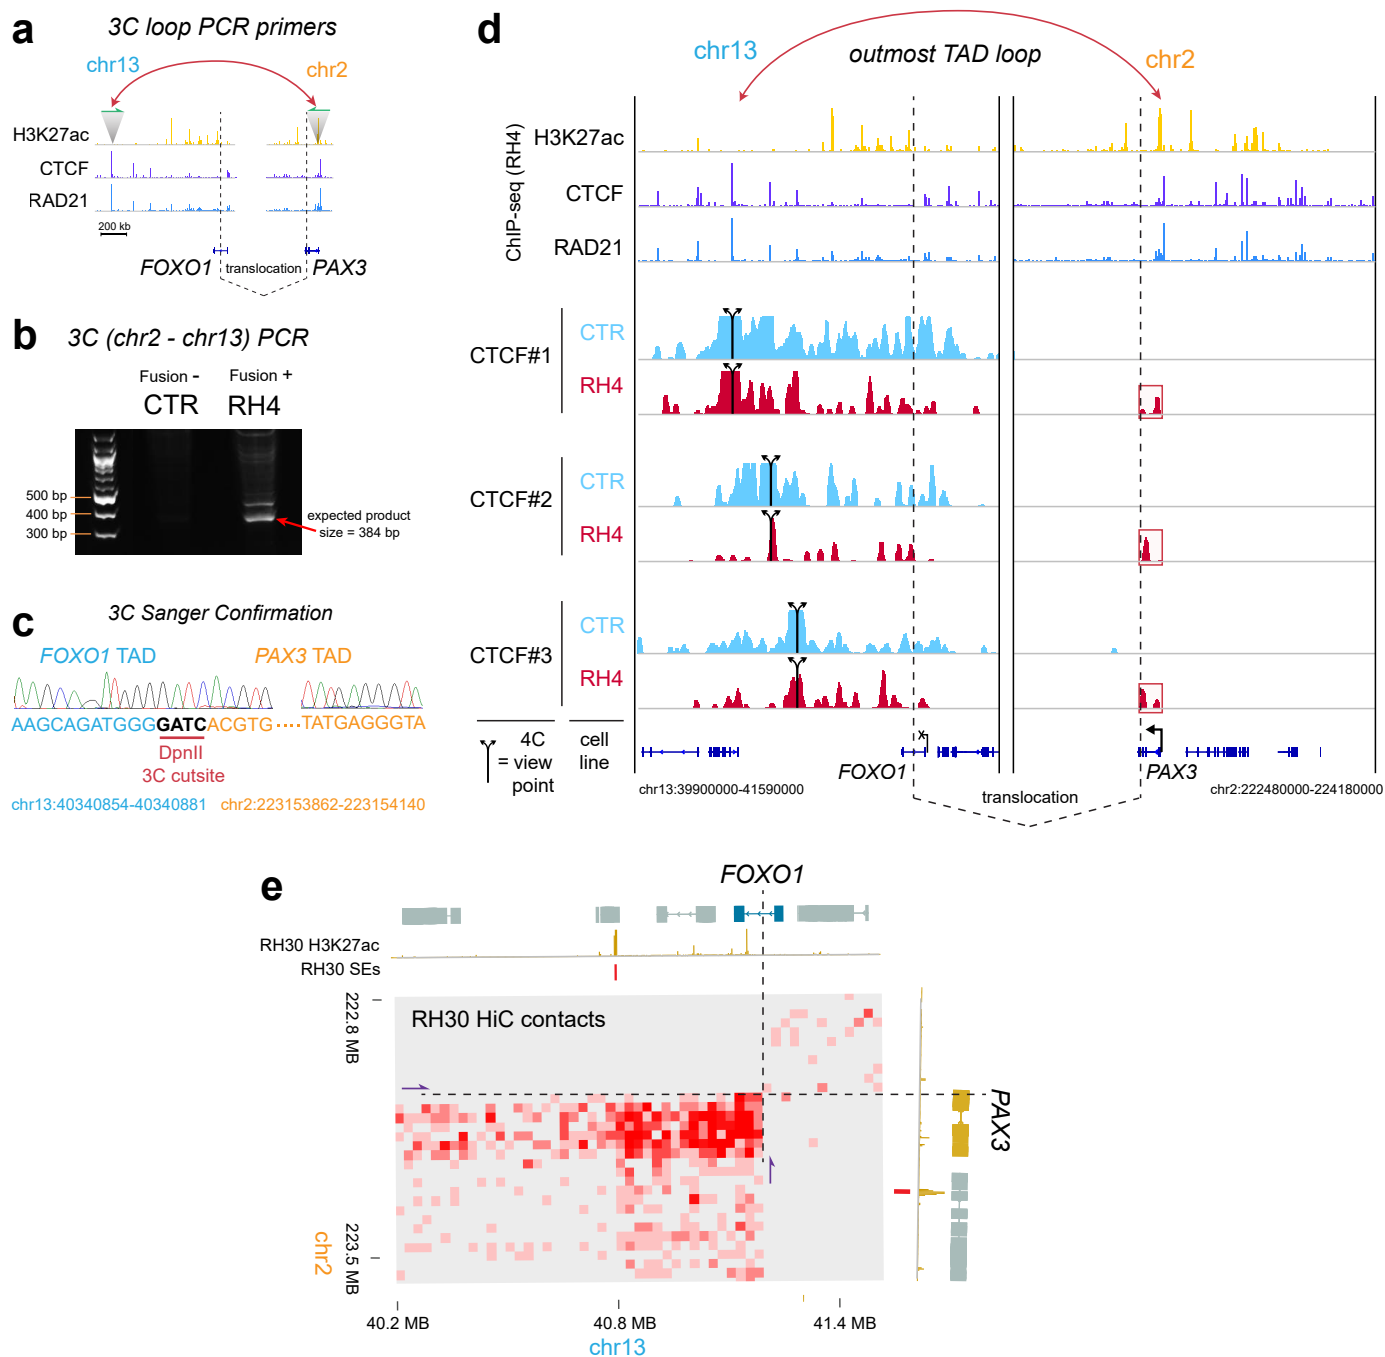 a
3C loop PCR primers
chr13
chr2
H3K27ac
CTCF
RAD21
200 kb
FOXO1
translocation
PAX3
b
3C (chr2 - chr13) PCR
Fusion -
Fusion +
CTR
RH4
500 bp
400 bp
300 bp
expected product
size = 384 bp
c
3C Sanger Confirmation
FOXO1 TAD
PAX3 TAD
AAGCAGATGGGGATCACGTG ···· TATGAGGGTA
DpnII
3C cutsite
chr13:40340854-40340881
chr2:223153862-223154140
d
chr13
outmost TAD loop
chr2
ChIP-seq (RH4)
H3K27ac
CTCF
RAD21
CTCF#1
CTR
RH4
CTCF#2
CTR
RH4
CTCF#3
CTR
RH4
4C
= view
point
cell
line
x
FOXO1
PAX3
chr13:39900000-41590000
translocation
chr2:222480000-224180000
e
FOXO1
RH30 H3K27ac
RH30 SEs
RH30 HiC contacts
222.8 MB
223.5 MB
chr2
PAX3
40.2 MB
40.8 MB
41.4 MB
chr13